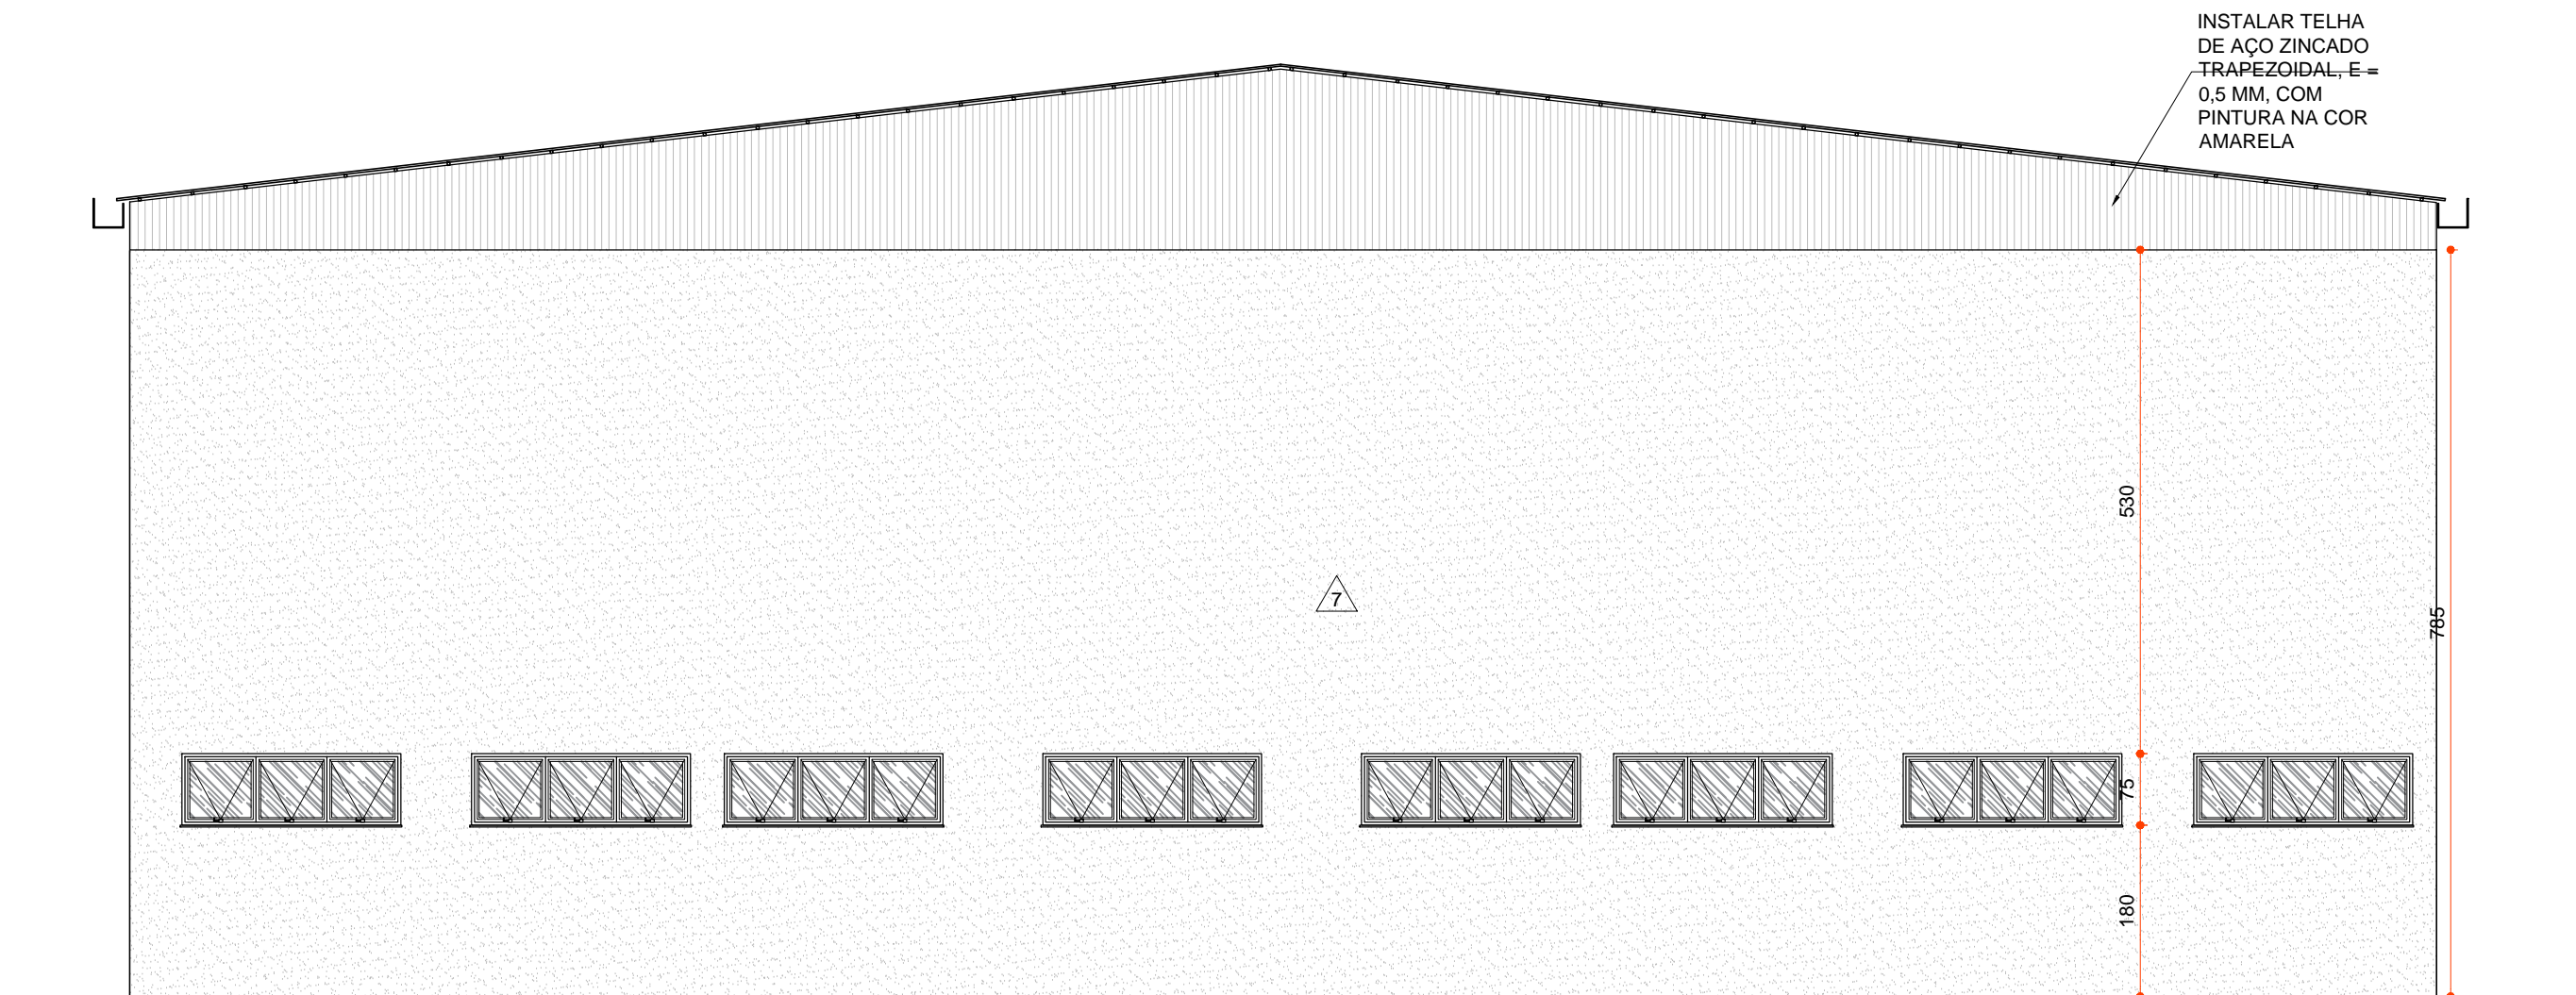 INSTALAR TELHA
DE AÇO ZINCADO
TRAPEZOIDAL, E =
0,5 MM, COM
PINTURA NA COR
AMARELA
530
7
785
75
180